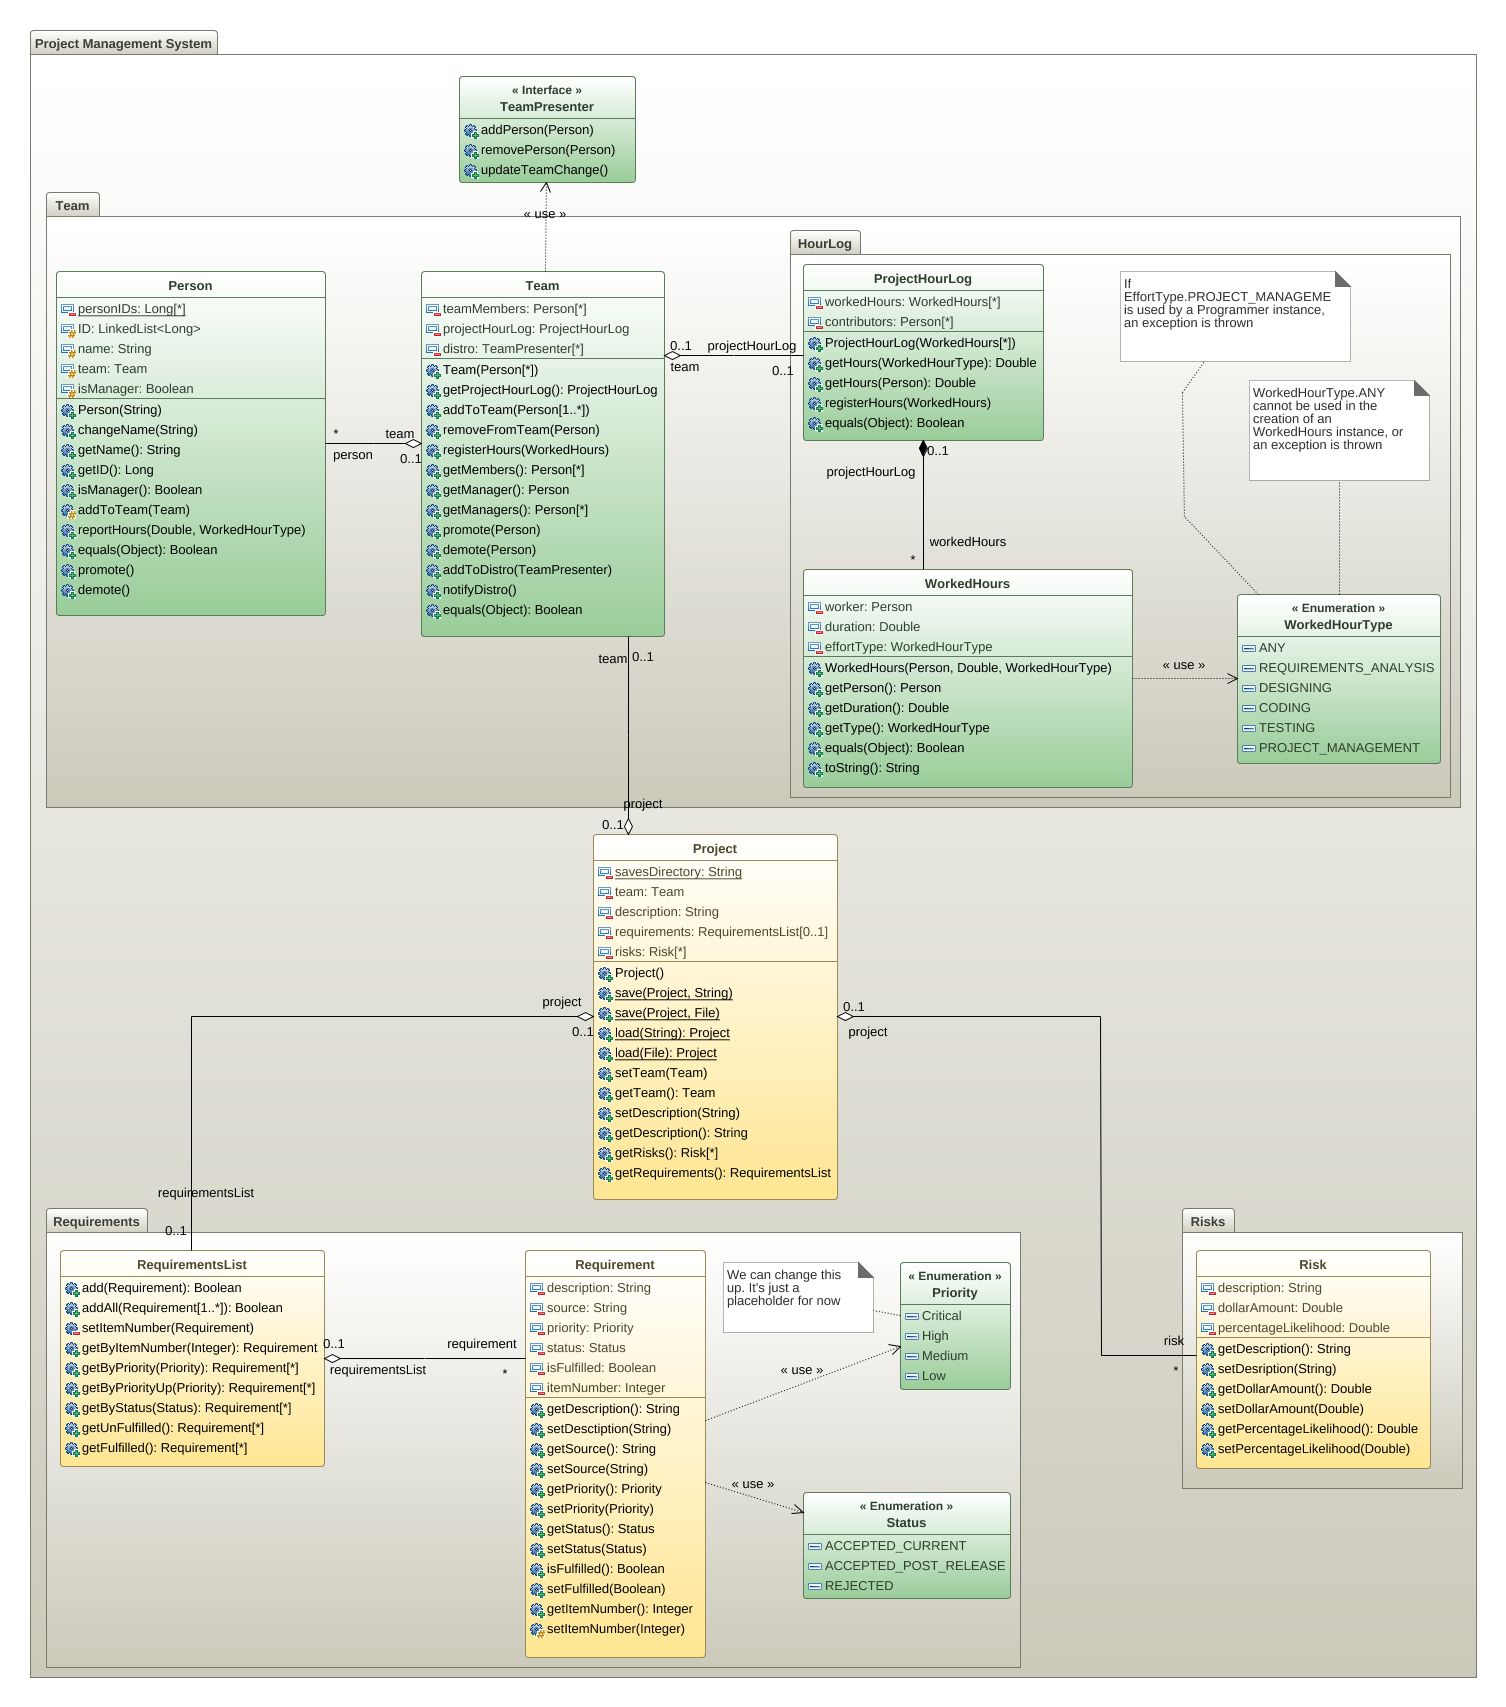 Project Management System
« Interface »
TeamPresenter
addPerson(Person)
removePerson(Person)
updateTeamChange()
« use »
Team
Person
personIDs: Long[*]
ID: LinkedList<Long>
name: String
team: Team
isManager: Boolean
Person(String)
changeName(String)
getName(): String
getID(): Long
isManager(): Boolean
addToTeam(Team)
reportHours(Double, WorkedHourType)
equals(Object): Boolean
promote()
demote()
*
person
team
0..1
Team
teamMembers: Person[*]
projectHourLog: ProjectHourLog
distro: TeamPresenter[*]
Team(Person[*])
getProjectHourLog(): ProjectHourLog
addToTeam(Person[1..*])
removeFromTeam(Person)
registerHours(WorkedHours)
getMembers(): Person[*]
getManager(): Person
getManagers(): Person[*]
promote(Person)
demote(Person)
addToDistro(TeamPresenter)
notifyDistro()
equals(Object): Boolean
0..1
team
projectHourLog
0..1
HourLog
ProjectHourLog
workedHours: WorkedHours[*]
contributors: Person[*]
ProjectHourLog(WorkedHours[*])
getHours(WorkedHourType): Double
getHours(Person): Double
registerHours(WorkedHours)
equals(Object): Boolean
If
EffortType.PROJECT_MANAGEME
is used by a Programmer instance,
an exception is thrown
WorkedHourType.ANY
cannot be used in the
creation of an
WorkedHours instance, or
an exception is thrown
0..1
projectHourLog
workedHours
*
WorkedHours
worker: Person
duration: Double
effortType: WorkedHourType
WorkedHours(Person, Double, WorkedHourType)
getPerson(): Person
getDuration(): Double
getType(): WorkedHourType
equals(Object): Boolean
toString(): String
« use »
« Enumeration »
WorkedHourType
ANY
REQUIREMENTS_ANALYSIS
DESIGNING
CODING
TESTING
PROJECT_MANAGEMENT
team
0..1
project
0..1
Project
savesDirectory: String
team: Team
description: String
requirements: RequirementsList[0..1]
risks: Risk[*]
Project()
save(Project, String)
save(Project, File)
load(String): Project
load(File): Project
setTeam(Team)
getTeam(): Team
setDescription(String)
getDescription(): String
getRisks(): Risk[*]
getRequirements(): RequirementsList
project
0..1
0..1
project
requirementsList
0..1
Requirements
RequirementsList
add(Requirement): Boolean
addAll(Requirement[1..*]): Boolean
setItemNumber(Requirement)
getByItemNumber(Integer): Requirement
getByPriority(Priority): Requirement[*]
getByPriorityUp(Priority): Requirement[*]
getByStatus(Status): Requirement[*]
getUnFulfilled(): Requirement[*]
getFulfilled(): Requirement[*]
0..1
requirementsList
requirement
*
Requirement
description: String
source: String
priority: Priority
status: Status
isFulfilled: Boolean
itemNumber: Integer
getDescription(): String
setDesctiption(String)
getSource(): String
setSource(String)
getPriority(): Priority
setPriority(Priority)
getStatus(): Status
setStatus(Status)
isFulfilled(): Boolean
setFulfilled(Boolean)
getItemNumber(): Integer
setItemNumber(Integer)
We can change this
up. It's just a
placeholder for now
« use »
« Enumeration »
Priority
Critical
High
Medium
Low
« use »
« Enumeration »
Status
ACCEPTED_CURRENT
ACCEPTED_POST_RELEASE
REJECTED
Risks
risk
*
Risk
description: String
dollarAmount: Double
percentageLikelihood: Double
getDescription(): String
setDesription(String)
getDollarAmount(): Double
setDollarAmount(Double)
getPercentageLikelihood(): Double
setPercentageLikelihood(Double)